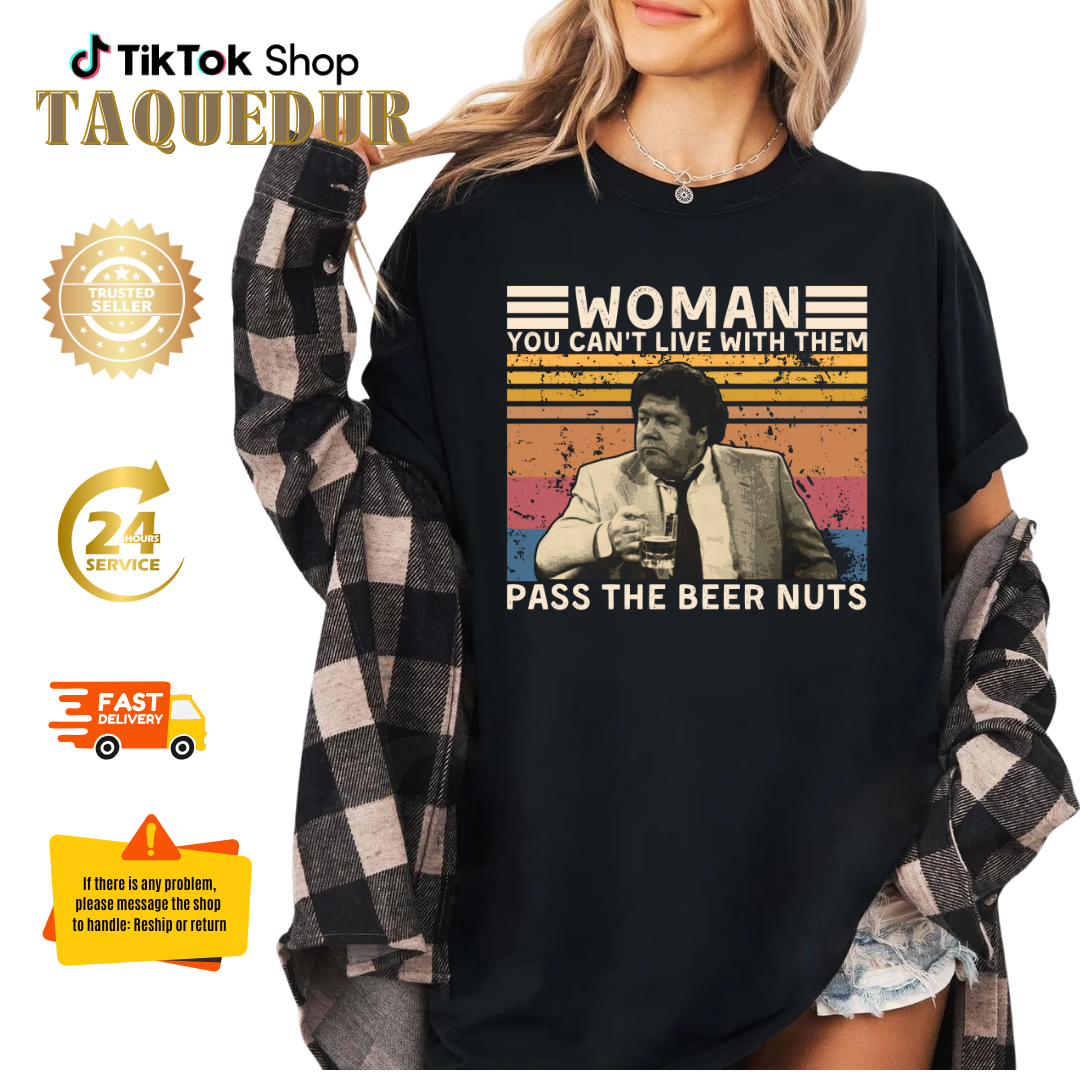 TikTok Shop
TAQUEDUR
TRUSTED
SELLER
24
HOURS
SERVICE
FAST
DELIVERY
If there is any problem,
please message the shop
to handle: Reship or return
WOMAN
YOU CAN'T LIVE WITH THEM
PASS THE BEER NUTS